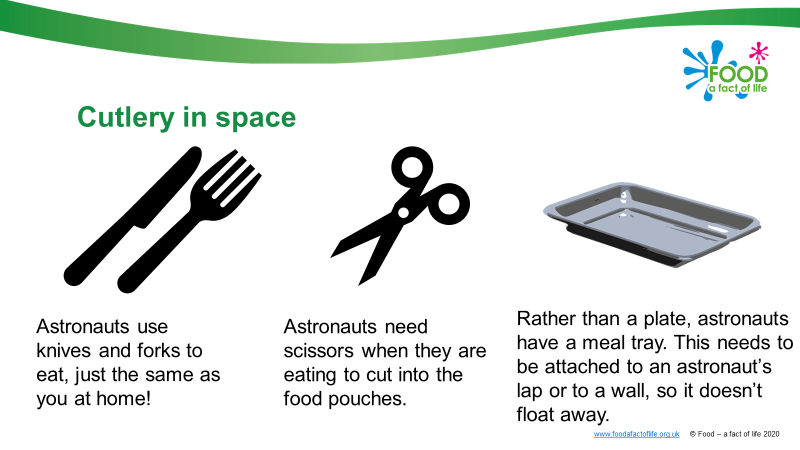 FOOD
a fact of life
Cutlery in space
Astronauts use
knives and forks to
eat, just the same as
you at home!
Astronauts need
scissors when they are
eating to cut into the
food pouches.
Rather than a plate, astronauts
have a meal tray. This needs to
be attached to an astronaut’s
lap or to a wall, so it doesn’t
float away.
www.foodafactoflife.org.uk © Food – a fact of life 2020